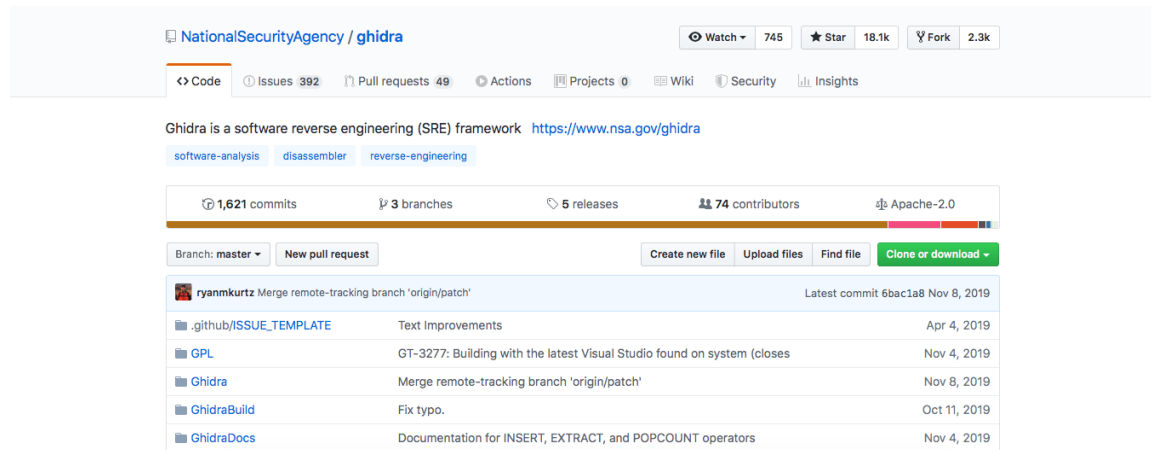 NationalSecurityAgency / ghidra
Watch 745 Star 18.1k Fork 2.3k
Code Issues 392 Pull requests 49 Actions Projects 0 Wiki Security Insights
Ghidra is a software reverse engineering (SRE) framework https://www.nsa.gov/ghidra
software-analysis disassembler reverse-engineering
1,621 commits 3 branches 5 releases 74 contributors Apache-2.0
Branch: master New pull request Create new file Upload files Find file Clone or download
ryanmkurtz Merge remote-tracking branch 'origin/patch' Latest commit 6bac1a8 Nov 8, 2019
.github/ISSUE_TEMPLATE Text Improvements Apr 4, 2019
GPL GT-3277: Building with the latest Visual Studio found on system (closes Nov 4, 2019
Ghidra Merge remote-tracking branch 'origin/patch' Nov 8, 2019
GhidraBuild Fix typo. Oct 11, 2019
GhidraDocs Documentation for INSERT, EXTRACT, and POPCOUNT operators Nov 4, 2019